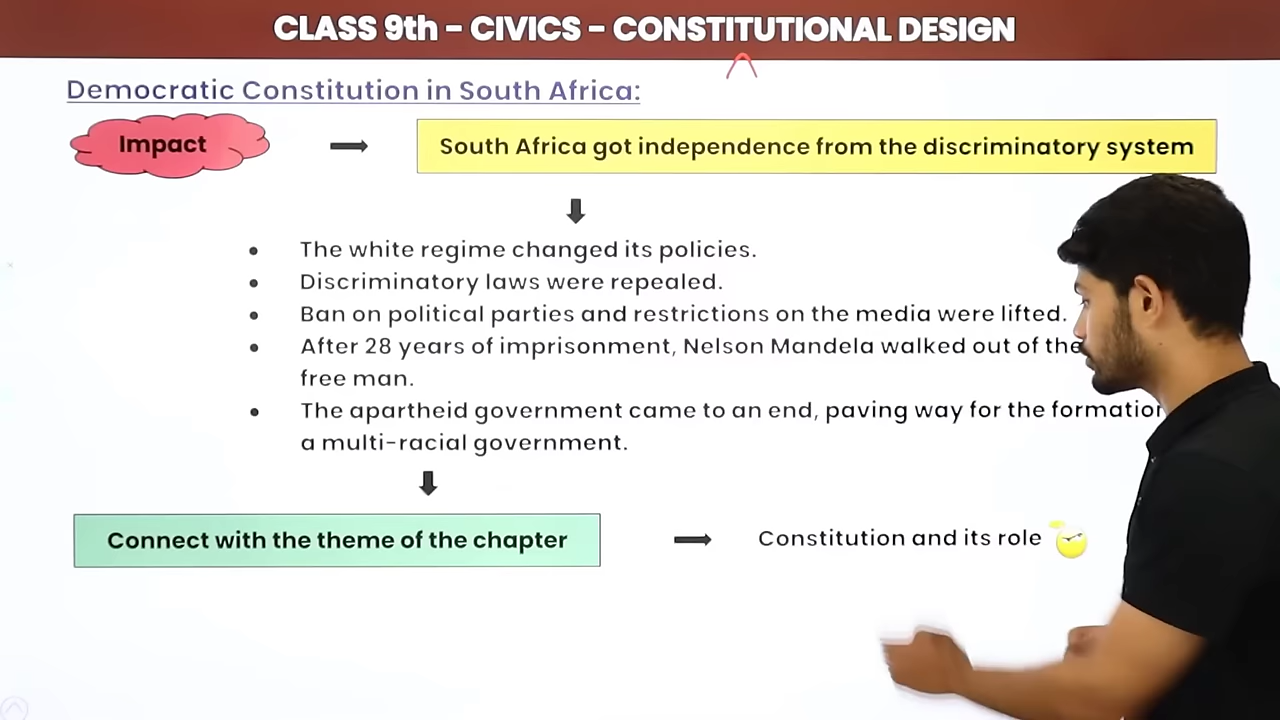 CLASS 9th - CIVICS - CONSTITUTIONAL DESIGN
Democratic Constitution in South Africa:
Impact
South Africa got independence from the discriminatory system
• The white regime changed its policies.
• Discriminatory laws were repealed.
• Ban on political parties and restrictions on the media were lifted.
• After 28 years of imprisonment, Nelson Mandela walked out of the
free man.
• The apartheid government came to an end, paving way for the
a multi-racial government.
Connect with the theme of the chapter
Constitution and its role